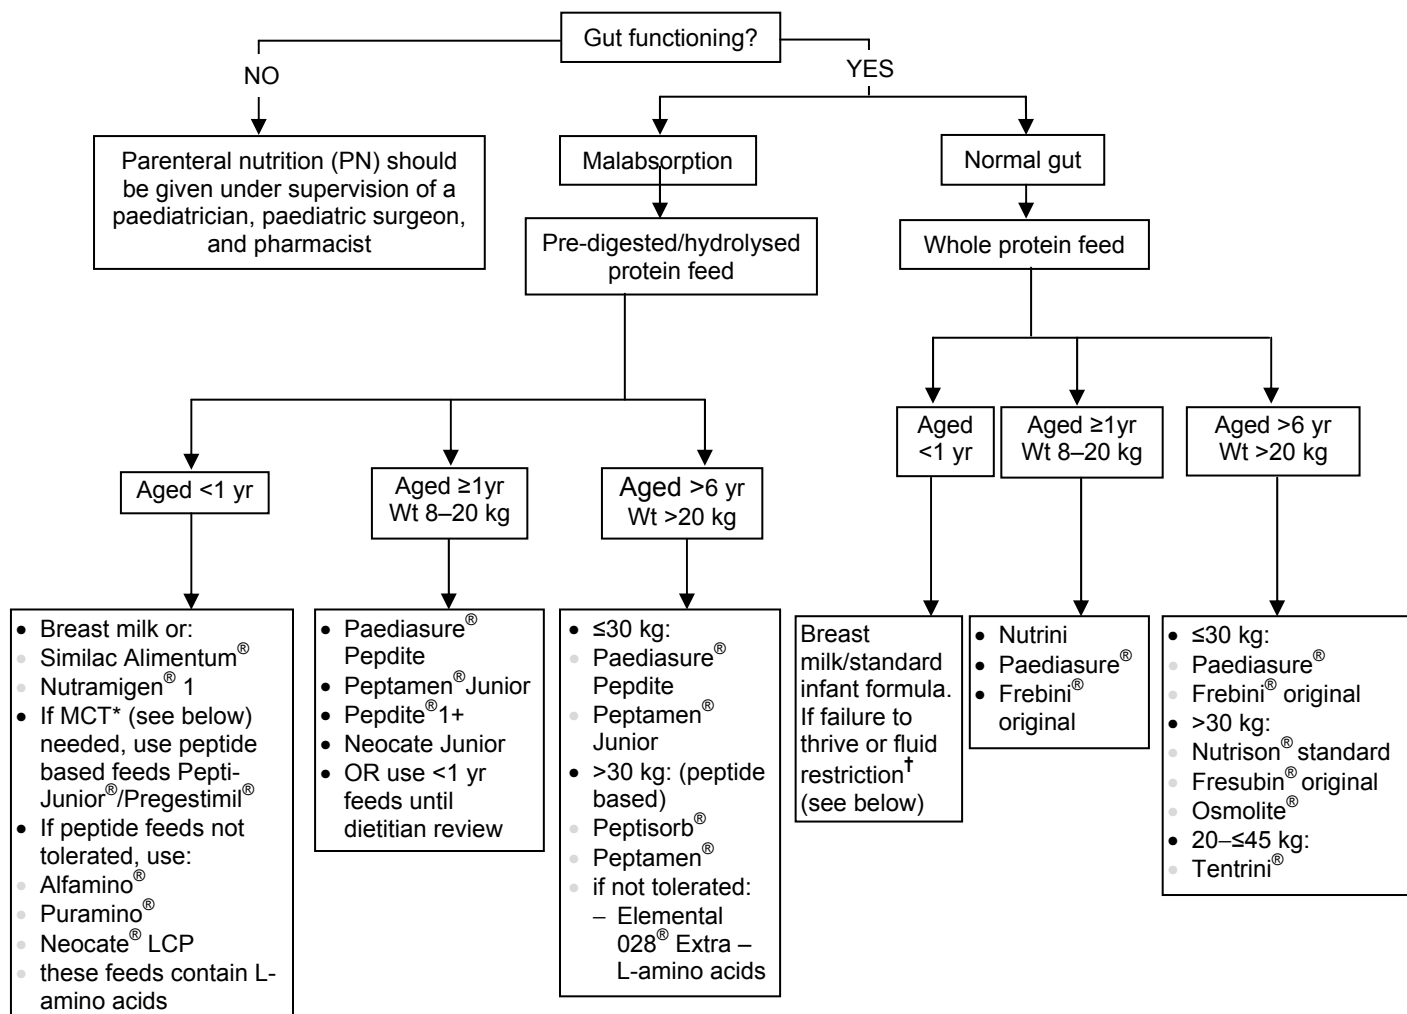 Gut functioning?
NO
YES
Parenteral nutrition (PN) should
be given under supervision of a
paediatrician, paediatric surgeon,
and pharmacist
Malabsorption
Normal gut
Pre-digested/hydrolysed
protein feed
Whole protein feed
Aged <1 yr
Aged ≥1yr
Wt 8–20 kg
Aged >6 yr
Wt >20 kg
Aged
<1 yr
Aged ≥1yr
Wt 8–20 kg
Aged >6 yr
Wt >20 kg
• Breast milk or:
• Similac Alimentum®
• Nutramigen® 1
• If MCT* (see below)
needed, use peptide
based feeds Pepti-
Junior®/Pregestimil®
• If peptide feeds not
tolerated, use:
• Alfamino®
• Puramino®
• Neocate® LCP
• these feeds contain L-
amino acids
• Paediasure®
Pepdite
• Peptamen®Junior
• Pepdite®1+
• Neocate Junior
• OR use <1 yr
feeds until
dietitian review
• ≤30 kg:
• Paediasure®
Pepdite
• Peptamen®
Junior
• >30 kg: (peptide
based)
• Peptisorb®
• Peptamen®
• if not tolerated:
– Elemental
028® Extra –
L-amino acids
Breast
milk/standard
infant formula.
If failure to
thrive or fluid
restriction†
(see below)
• Nutrini
• Paediasure®
• Frebini®
original
• ≤30 kg:
• Paediasure®
• Frebini® original
• >30 kg:
• Nutrison® standard
• Fresubin® original
• Osmolite®
• 20–≤45 kg:
• Tentrini®